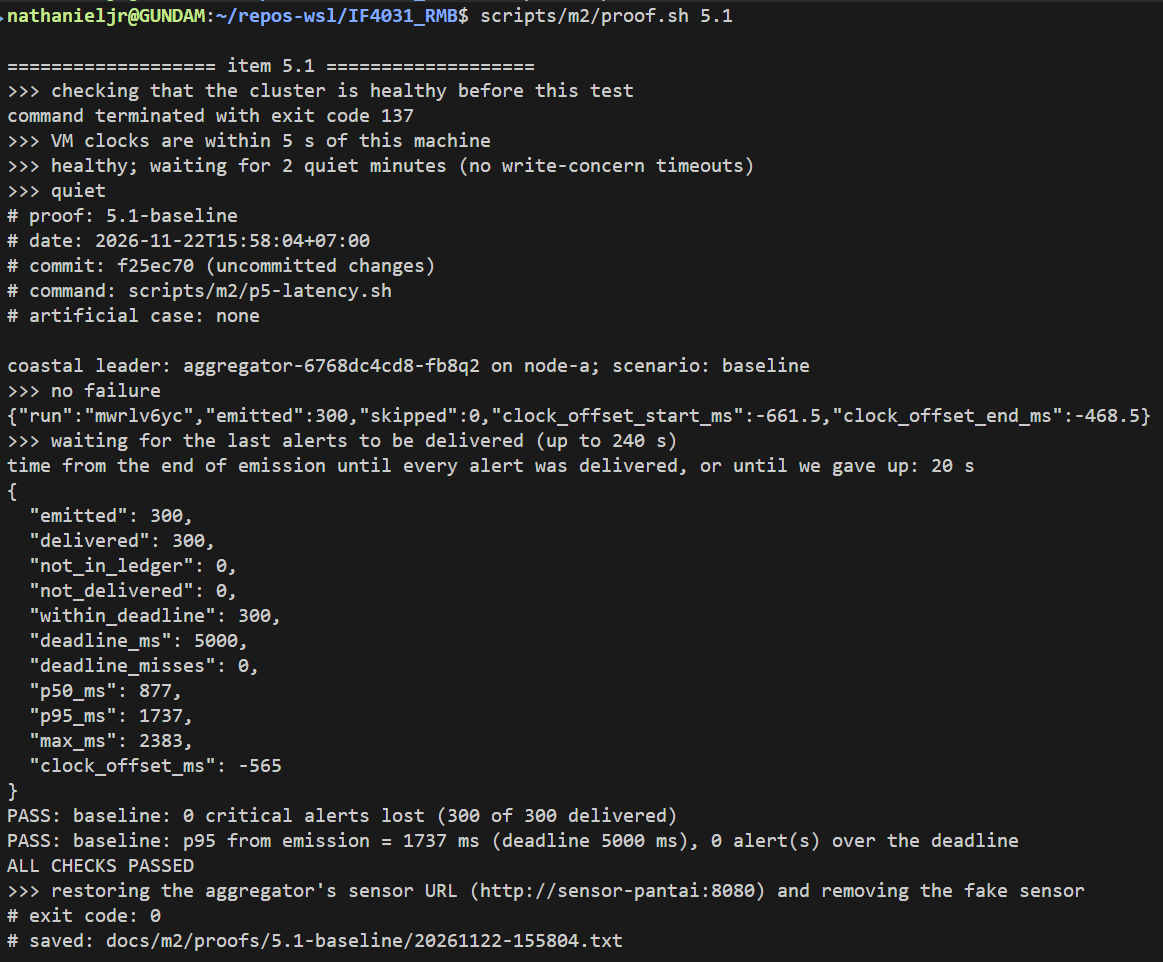 nathanieljr@GUNDAM:~/repos-wsl/IF4031_RMB$ scripts/m2/proof.sh 5.1
=================== item 5.1 ===================
>>> checking that the cluster is healthy before this test
command terminated with exit code 137
>>> VM clocks are within 5 s of this machine
>>> healthy; waiting for 2 quiet minutes (no write-concern timeouts)
>>> quiet
# proof: 5.1-baseline
# date: 2026-11-22T15:58:04+07:00
# commit: f25ec70 (uncommitted changes)
# command: scripts/m2/p5-latency.sh
# artificial case: none
coastal leader: aggregator-6768dc4cd8-fb8q2 on node-a; scenario: baseline
>>> no failure
{"run":"mwrlv6yc","emitted":300,"skipped":0,"clock_offset_start_ms":-661.5,"clock_offset_end_ms":-468.5}
>>> waiting for the last alerts to be delivered (up to 240 s)
time from the end of emission until every alert was delivered, or until we gave up: 20 s
{
  "emitted": 300,
  "delivered": 300,
  "not_in_ledger": 0,
  "not_delivered": 0,
  "within_deadline": 300,
  "deadline_ms": 5000,
  "deadline_misses": 0,
  "p50_ms": 877,
  "p95_ms": 1737,
  "max_ms": 2383,
  "clock_offset_ms": -565
}
PASS: baseline: 0 critical alerts lost (300 of 300 delivered)
PASS: baseline: p95 from emission = 1737 ms (deadline 5000 ms), 0 alert(s) over the deadline
ALL CHECKS PASSED
>>> restoring the aggregator's sensor URL (http://sensor-pantai:8080) and removing the fake sensor
# exit code: 0
# saved: docs/m2/proofs/5.1-baseline/20261122-155804.txt